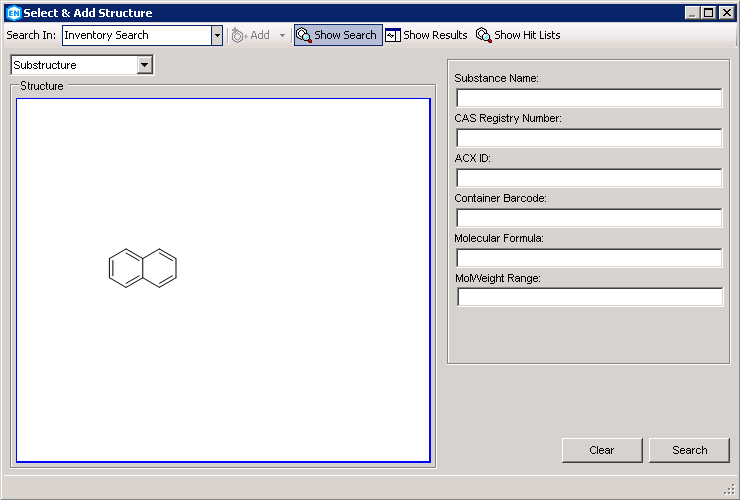 EN Select & Add Structure
Search In: Inventory Search Add Show Search Show Results Show Hit Lists
Substructure
Structure
Substance Name:
CAS Registry Number:
ACX ID:
Container Barcode:
Molecular Formula:
MolWeight Range:
Clear Search